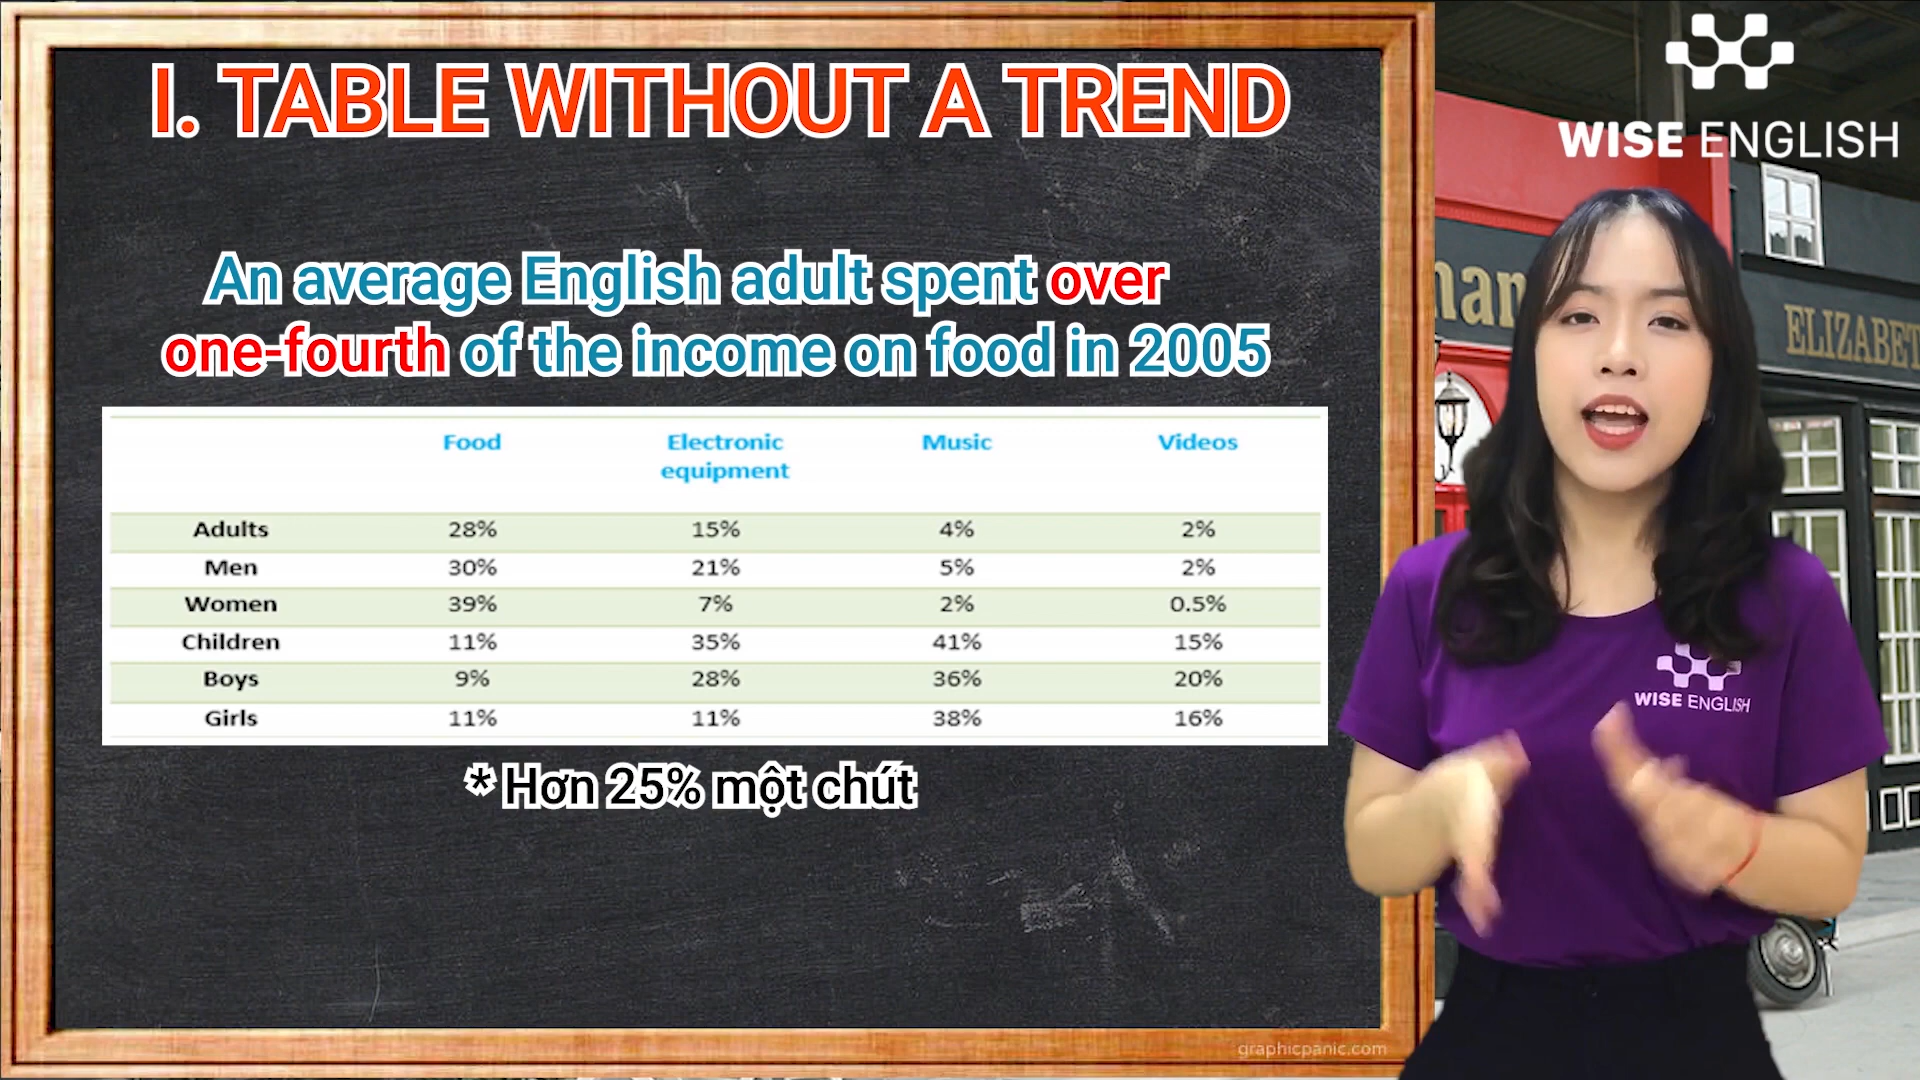 I. TABLE WITHOUT A TREND
An average English adult spent over
one-fourth of the income on food in 2005
Food Electronic equipment Music Videos
Adults 28% 15% 4% 2%
Men 30% 21% 5% 2%
Women 39% 7% 2% 0.5%
Children 11% 35% 41% 15%
Boys 9% 28% 36% 20%
Girls 11% 11% 38% 16%
* Hơn 25% một chút
graphicpanic.com
WISE ENGLISH
ELIZABET
WISE ENGLISH